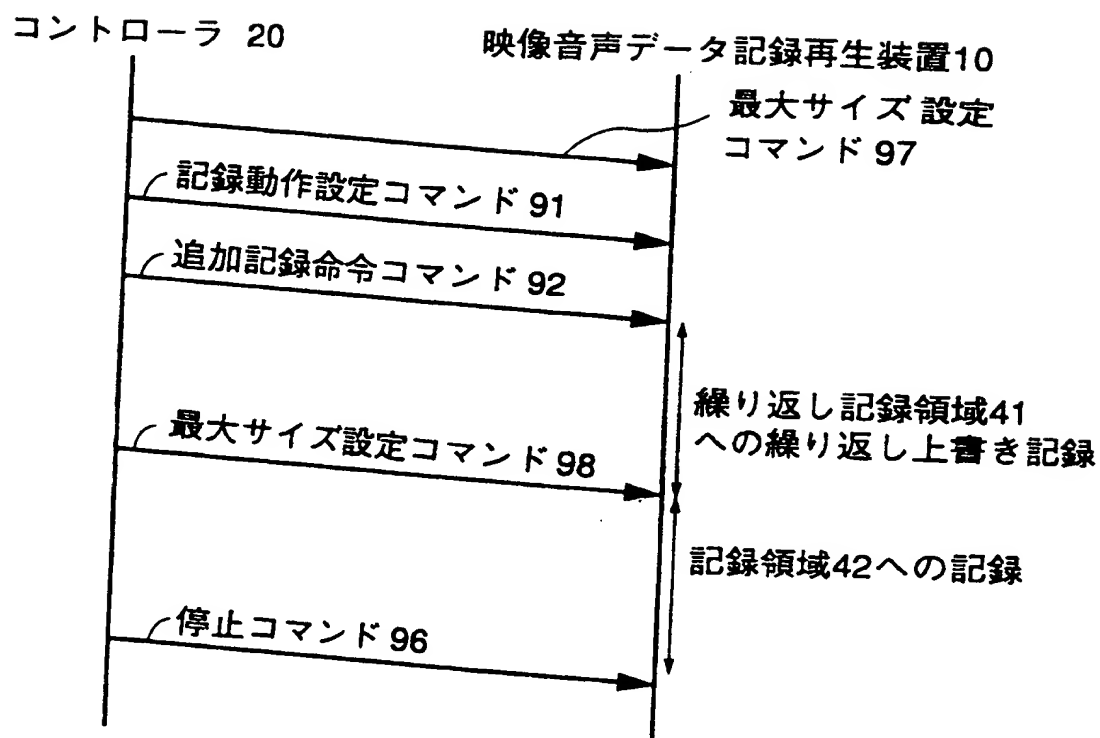 コントローラ 20
映像音声データ記録再生装置10
最大サイズ 設定
コマンド 97
記録動作設定コマンド 91
追加記録命令コマンド 92
繰り返し記録領域41
への繰り返し上書き記録
最大サイズ設定コマンド 98
記録領域42への記録
停止コマンド 96